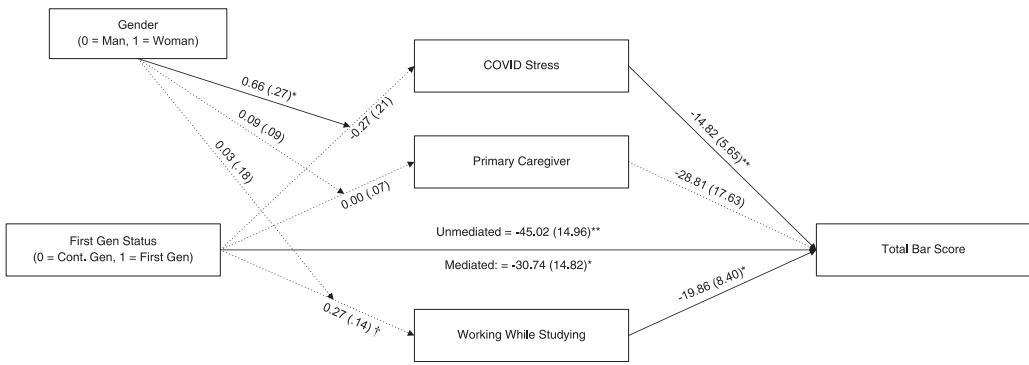 Gender
(0 = Man, 1 = Woman)
COVID Stress
0.66 (.27)*
-0.27 (.21)
0.09 (.09)
-14.82 (5.65)**
0.03 (.18)
Primary Caregiver
0.00 (.07)
-28.81 (17.63)
First Gen Status
(0 = Cont. Gen, 1 = First Gen)
Unmediated = -45.02 (14.96)**
Mediated: = -30.74 (14.82)*
Total Bar Score
0.27 (.14) †
-19.86 (8.40)*
Working While Studying